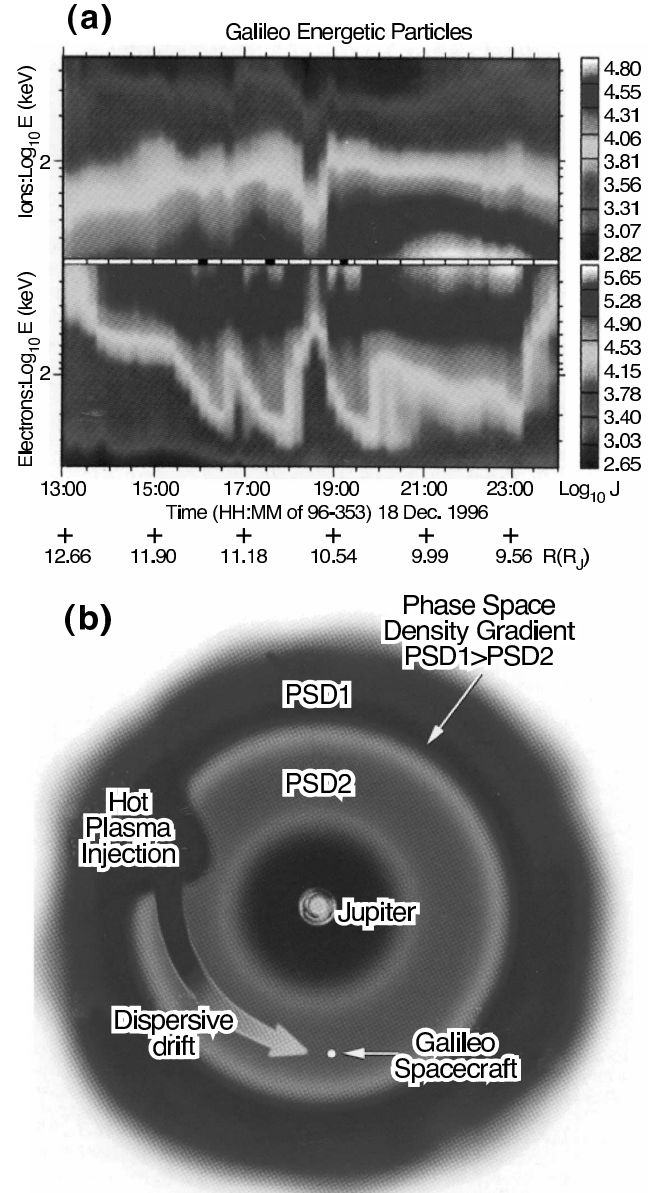 (a)
Galileo Energetic Particles
Ions:Log10 E (keV)
2
4.80
4.55
4.31
4.06
3.81
3.56
3.31
3.07
2.82
Electrons:Log10 E (keV)
2
5.65
5.28
4.90
4.53
4.15
3.78
3.40
3.03
2.65
13:00 15:00 17:00 19:00 21:00 23:00 Log10 J
Time (HH:MM of 96-353) 18 Dec. 1996
12.66 11.90 11.18 10.54 9.99 9.56 R(RJ)
(b)
Phase Space
Density Gradient
PSD1>PSD2
PSD1
PSD2
Hot
Plasma
Injection
Jupiter
Dispersive
drift
Galileo
Spacecraft